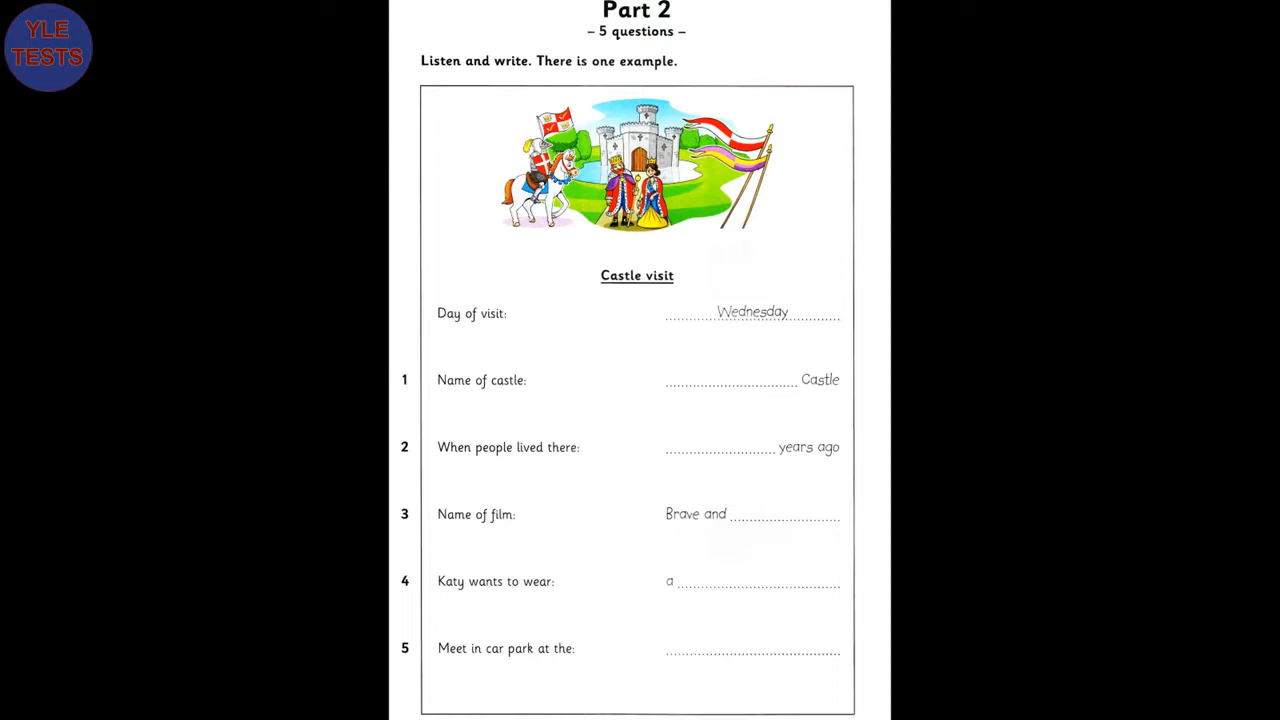 YLE
TESTS
Part 2
– 5 questions –
Listen and write. There is one example.
Castle visit
Day of visit: Wednesday
1 Name of castle: Castle
2 When people lived there: years ago
3 Name of film: Brave and
4 Katy wants to wear: a
5 Meet in car park at the: